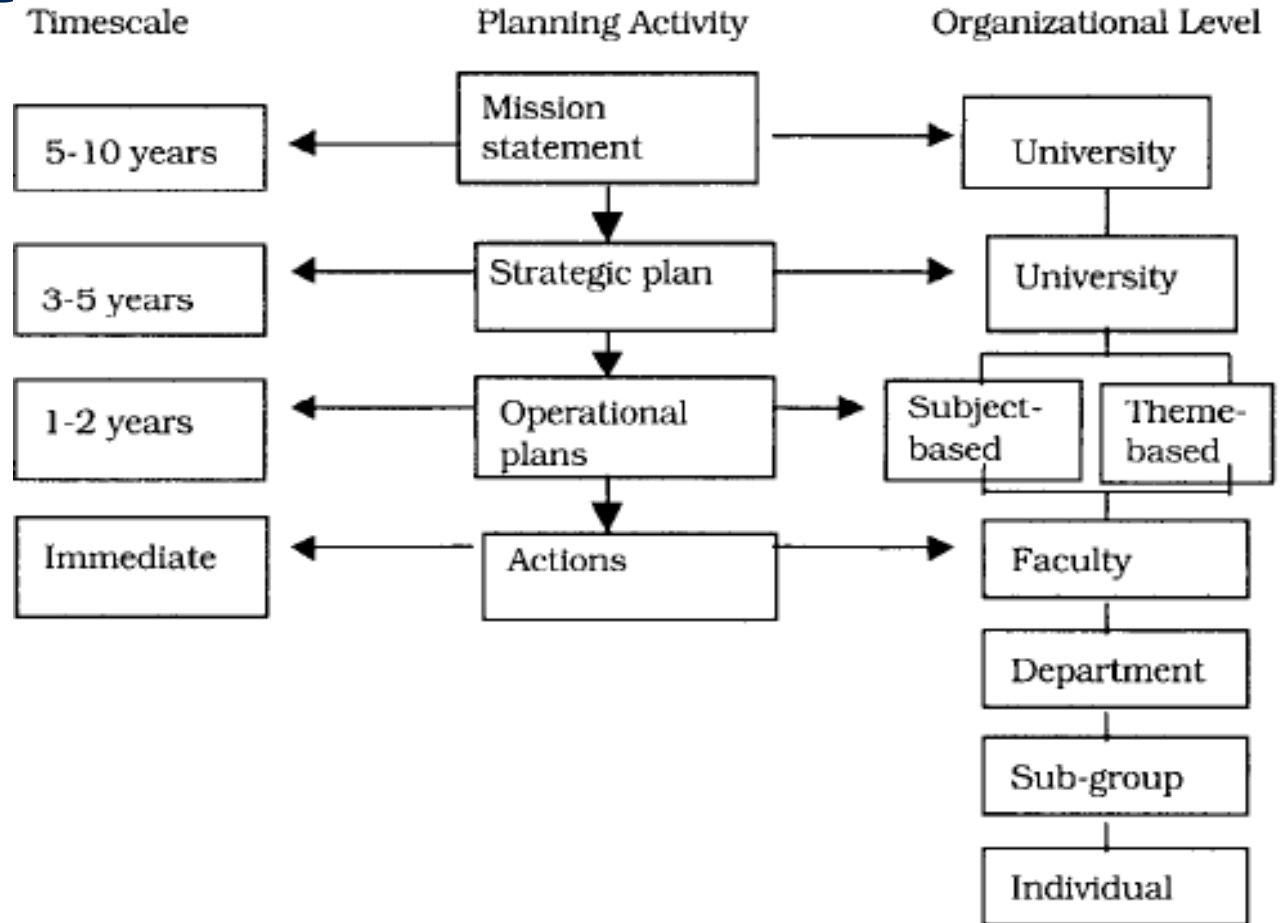 Timescale
Planning Activity
Organizational Level
Mission
statement
5-10 years
University
Strategic plan
University
3-5 years
Operational
plans
1-2 years
Subject-
based
Theme-
based
Immediate
Actions
Faculty
Department
Sub-group
Individual